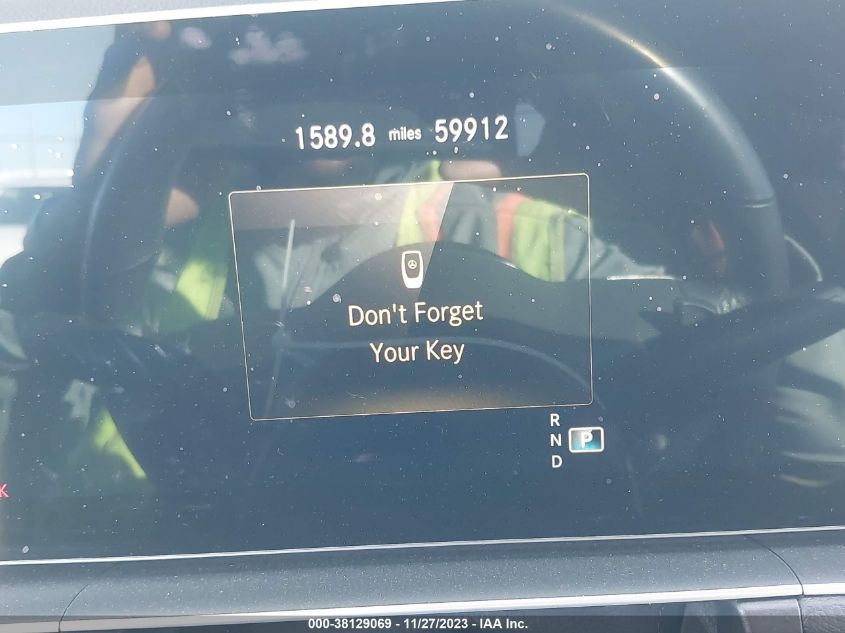 1589.8 miles 59912
Don't Forget
Your Key
R
N P
D
K
000-38129069 - 11/27/2023 - IAA Inc.